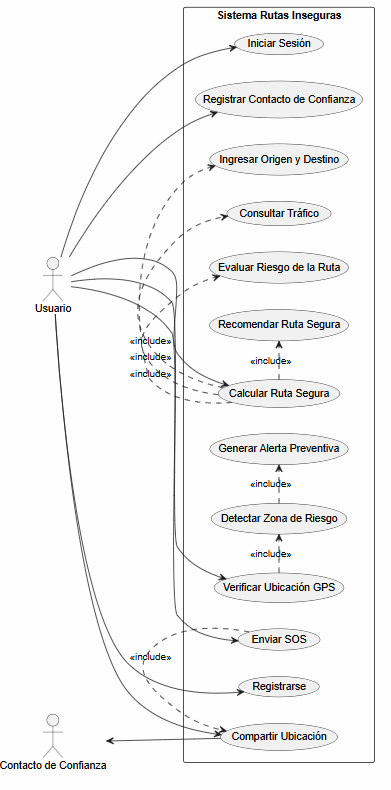 Sistema Rutas Inseguras
Iniciar Sesión
Registrar Contacto de Confianza
Ingresar Origen y Destino
Consultar Tráfico
Evaluar Riesgo de la Ruta
Usuario
Recomendar Ruta Segura
«include»
«include»
«include»
«include»
Calcular Ruta Segura
Generar Alerta Preventiva
«include»
Detectar Zona de Riesgo
«include»
Verificar Ubicación GPS
Enviar SOS
«include»
Registrarse
Compartir Ubicación
Contacto de Confianza